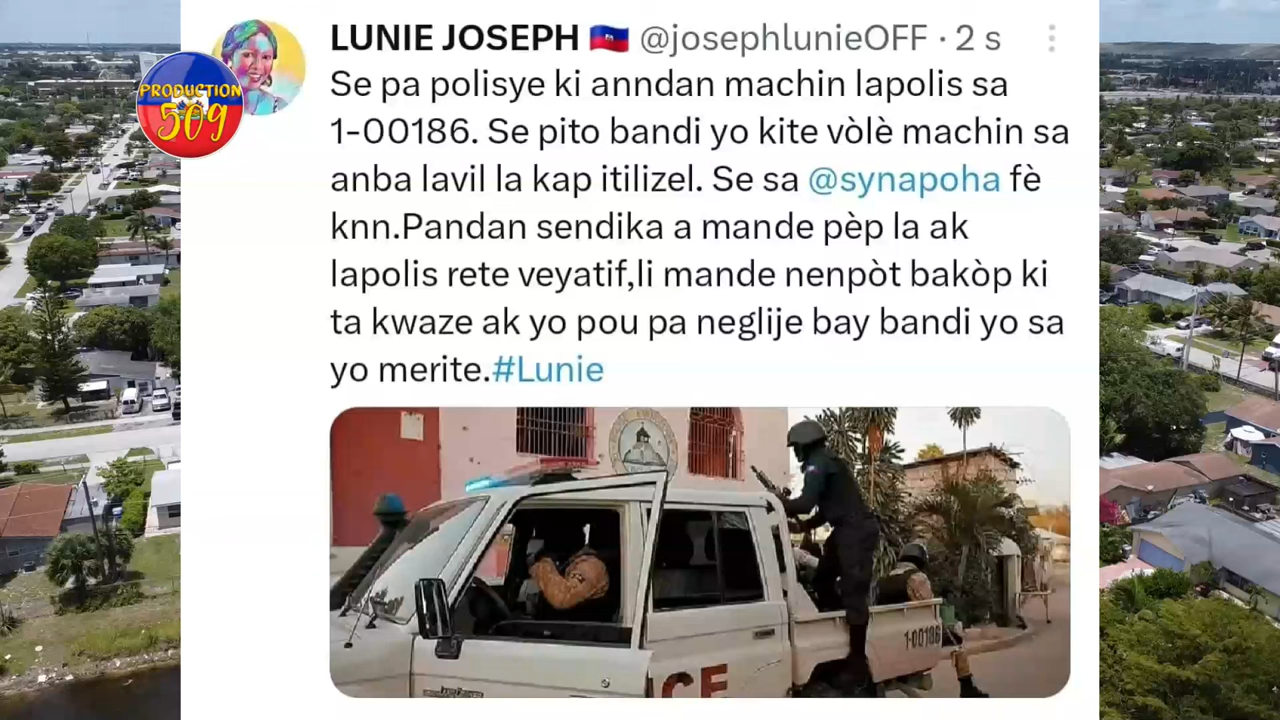 PRODUCTION
509
LUNIE JOSEPH 🇭🇹 @josephlunieOFF · 2 s
Se pa polisye ki anndan machin lapolis sa
1-00186. Se pito bandi yo kite vòlè machin sa
anba lavil la kap itilizel. Se sa @synapoha fè
knn.Pandan sendika a mande pèp la ak
lapolis rete veyatif,li mande nenpòt bakòp ki
ta kwaze ak yo pou pa neglije bay bandi yo sa
yo merite.#Lunie
1-00186
CE